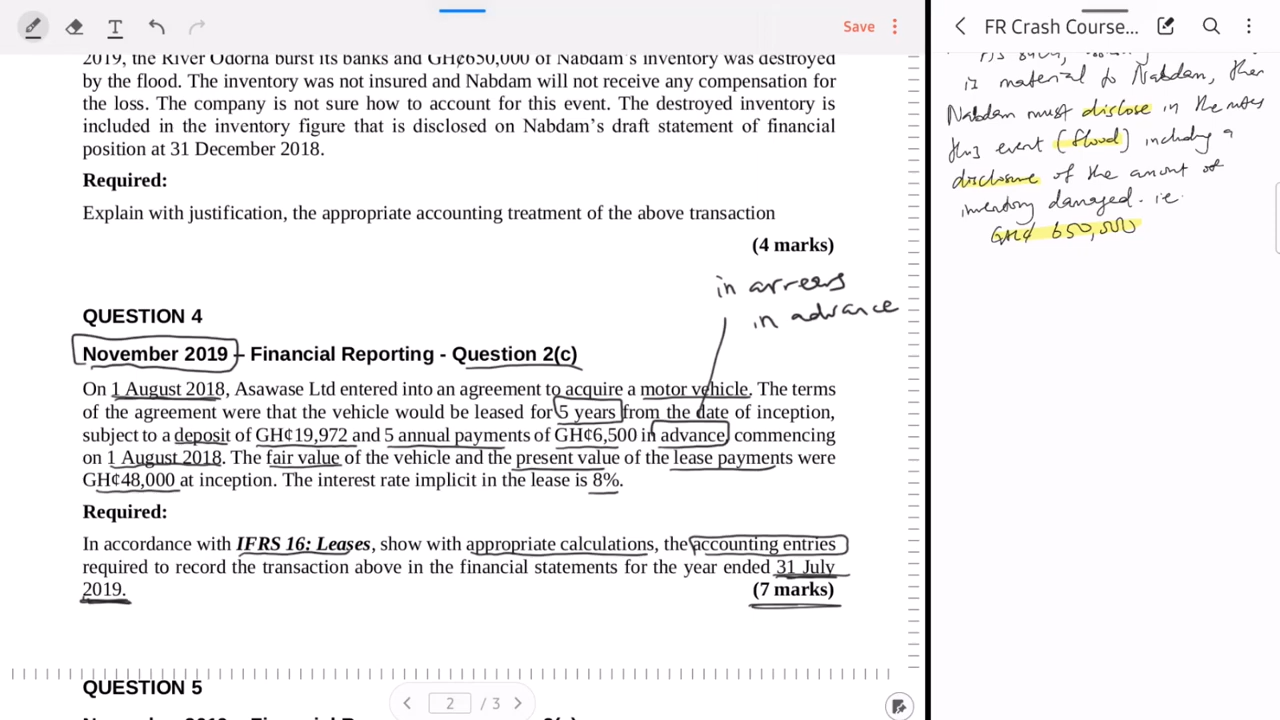 Save
FR Crash Course...
2019, the River Odorna burst its banks and GH¢650,000 of Nabdam's inventory was destroyed
by the flood. The inventory was not insured and Nabdam will not receive any compensation for
the loss. The company is not sure how to account for this event. The destroyed inventory is
included in the inventory figure that is disclosed on Nabdam's draft statement of financial
position at 31 December 2018.
Required:
Explain with justification, the appropriate accounting treatment of the above transaction
(4 marks)
in arrears
in advance
QUESTION 4
November 2019 – Financial Reporting - Question 2(c)
On 1 August 2018, Asawase Ltd entered into an agreement to acquire a motor vehicle. The terms
of the agreement were that the vehicle would be leased for 5 years from the date of inception,
subject to a deposit of GH¢19,972 and 5 annual payments of GH¢6,500 in advance commencing
on 1 August 2018. The fair value of the vehicle and the present value of the lease payments were
GH¢48,000 at inception. The interest rate implicit in the lease is 8%.
Required:
In accordance with IFRS 16: Leases, show with appropriate calculations, the accounting entries
required to record the transaction above in the financial statements for the year ended 31 July
2019.
(7 marks)
QUESTION 5
2 / 3
is material to Nabdam, then
Nabdam must disclose in the notes
this event (flood) including a
disclosure of the amount of
inventory damaged. i.e.
GH¢ 650,000